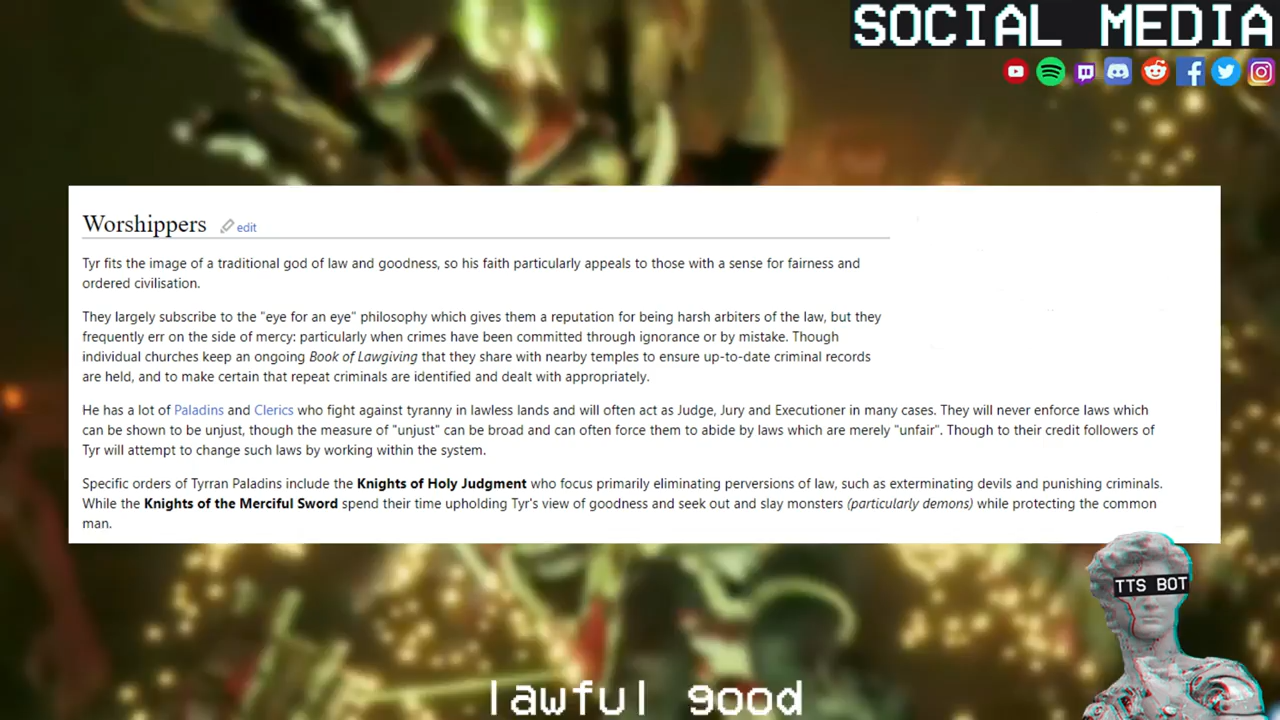 SOCIAL MEDIA
Worshippers edit
Tyr fits the image of a traditional god of law and goodness, so his faith particularly appeals to those with a sense for fairness and
ordered civilisation.
They largely subscribe to the "eye for an eye" philosophy which gives them a reputation for being harsh arbiters of the law, but they
frequently err on the side of mercy: particularly when crimes have been committed through ignorance or by mistake. Though
individual churches keep an ongoing Book of Lawgiving that they share with nearby temples to ensure up-to-date criminal records
are held, and to make certain that repeat criminals are identified and dealt with appropriately.
He has a lot of Paladins and Clerics who fight against tyranny in lawless lands and will often act as Judge, Jury and Executioner in many cases. They will never enforce laws which
can be shown to be unjust, though the measure of "unjust" can be broad and can often force them to abide by laws which are merely "unfair". Though to their credit followers of
Tyr will attempt to change such laws by working within the system.
Specific orders of Tyrran Paladins include the Knights of Holy Judgment who focus primarily eliminating perversions of law, such as exterminating devils and punishing criminals.
While the Knights of the Merciful Sword spend their time upholding Tyr's view of goodness and seek out and slay monsters (particularly demons) while protecting the common
man.
TTS BOT
lawful good